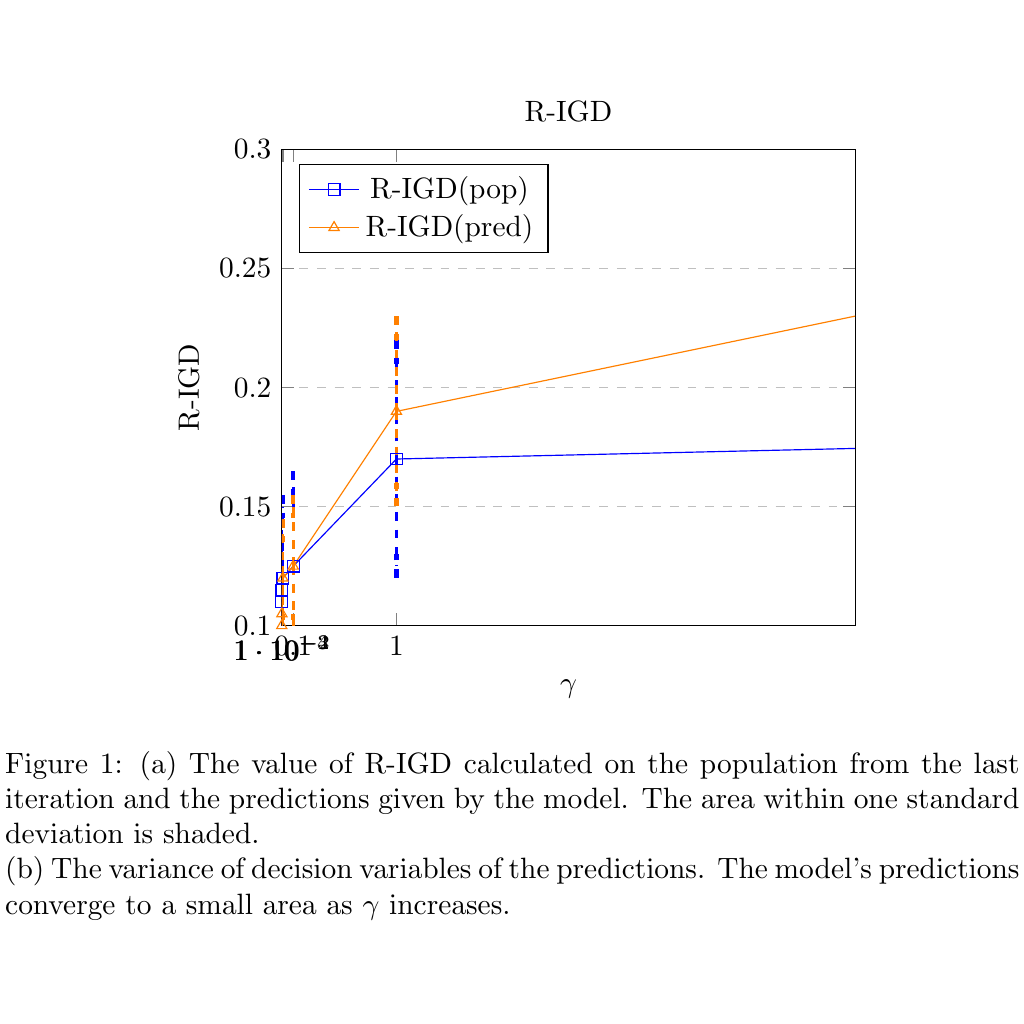 R-IGD
0.3
R-IGD(pop)
R-IGD(pred)
0.25
0.2
R-IGD
0.15
0.1
1
γ
Figure 1: (a) The value of R-IGD calculated on the population from the last
iteration and the predictions given by the model. The area within one standard
deviation is shaded.
(b) The variance of decision variables of the predictions. The model's predictions
converge to a small area as γ increases.